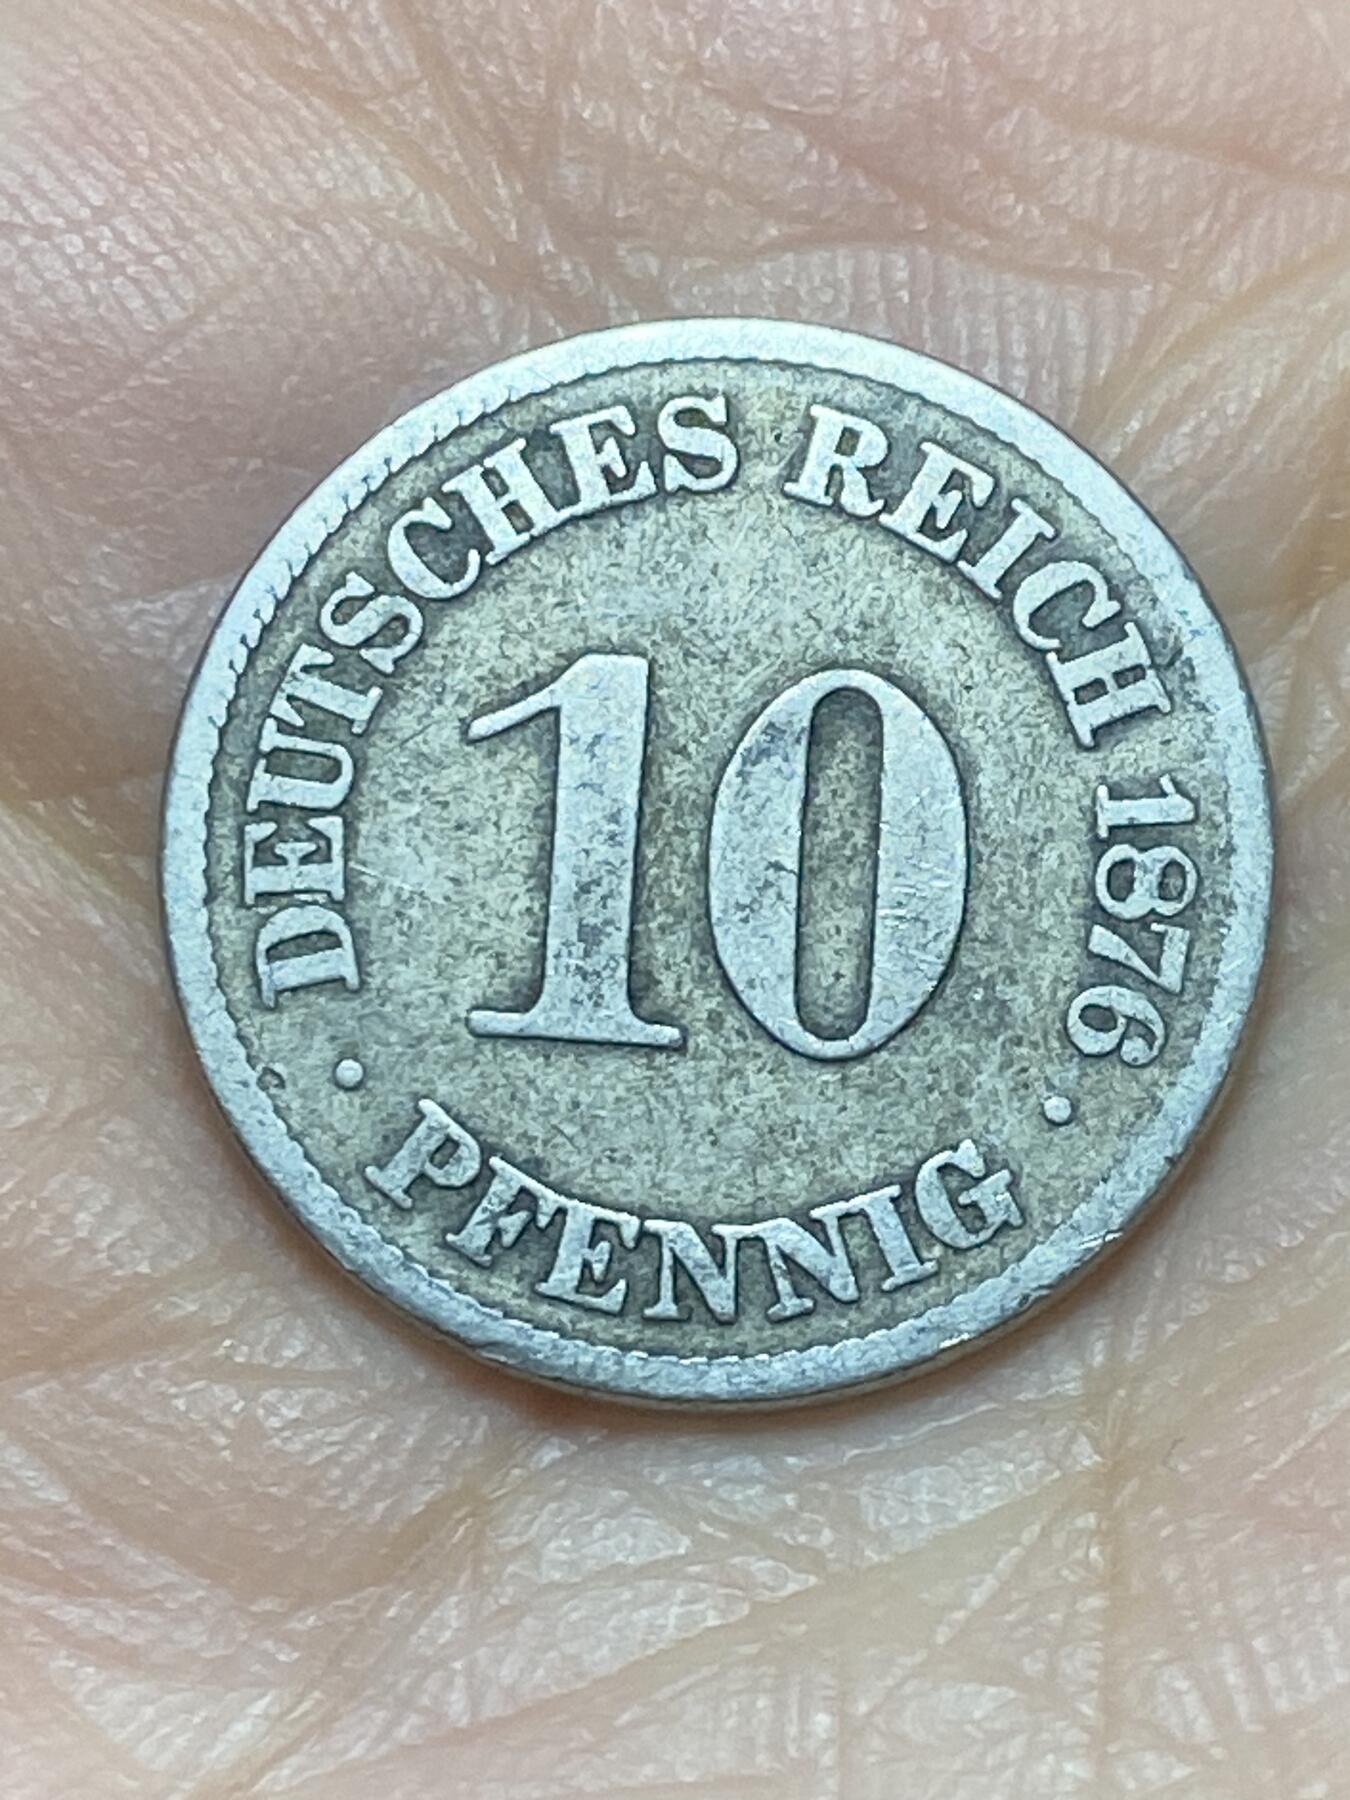 DEUTSCHES REICH 1876
10
• PFENNIG •